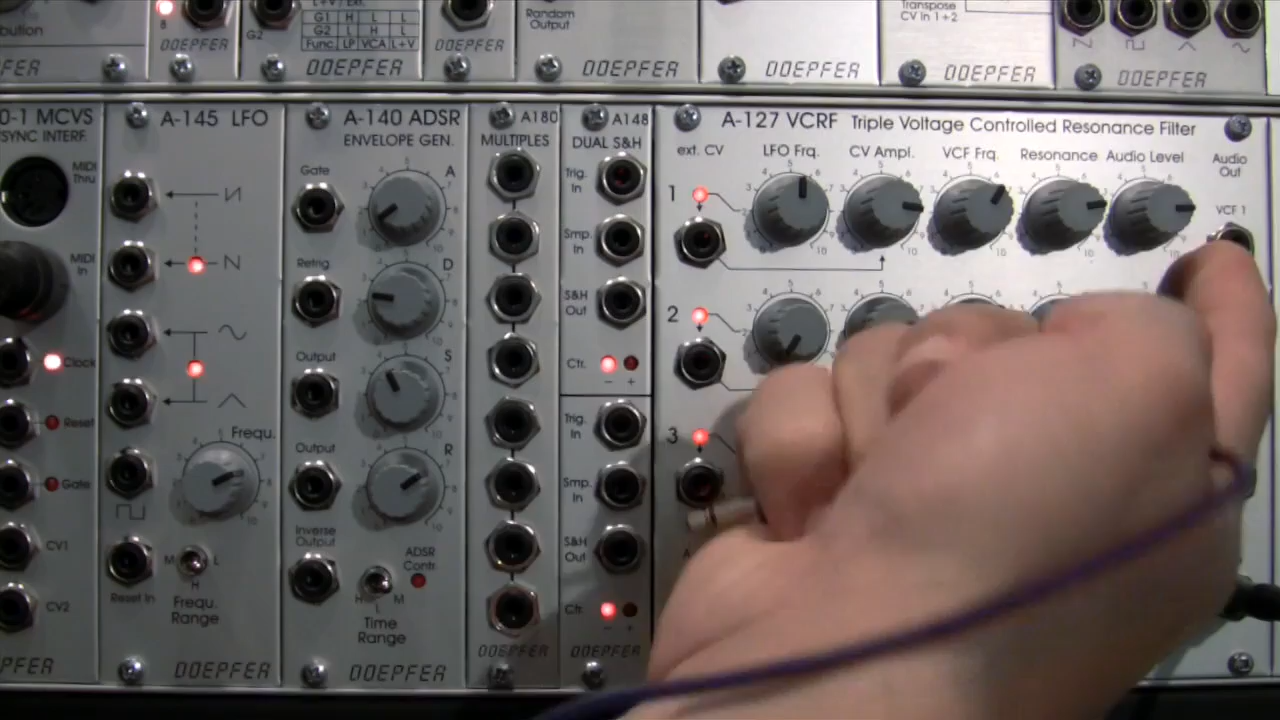 L+V / Ext.
G1 H L L
G2 L H L
Func. LP VCA L+V
G2
B
bution
Random
Output
Transpose
CV in 1+2
PFER
DOEPFER
DOEPFER
DOEPFER
DOEPFER
DOEPFER
DOEPFER
DOEPFER
0-1 MCVS
SYNC INTERF.
MIDI
Thru
MIDI
In
Clock
Reset
Gate
CV1
CV2
PFER
A-145 LFO
Frequ.
10
Reset In
M L
H
Frequ.
Range
DOEPFER
A-140 ADSR
ENVELOPE GEN.
Gate
A
Retrig.
D
Output
S
Output
R
Inverse
Output
ADSR
Contr.
H M
L
Time
Range
DOEPFER
A180
MULTIPLES
DOEPFER
A148
DUAL S&H
Trig.
In
Smp.
In
S&H
Out
Ctr.
- +
Trig.
In
Smp.
In
S&H
Out
Ctr.
- +
DOEPFER
A-127 VCRF Triple Voltage Controlled Resonance Filter
ext. CV
LFO Frq.
CV Ampl.
VCF Frq.
Resonance
Audio Level
Audio
Out
1
VCF 1
2
3